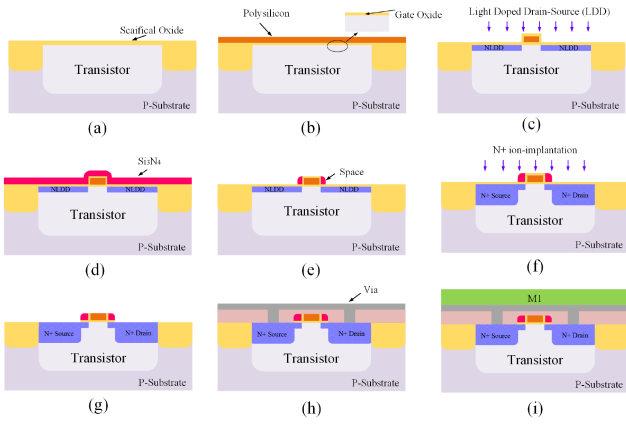 Scaifical Oxide
Transistor
P-Substrate
(a)
Polysilicon
Gate Oxide
Transistor
P-Substrate
(b)
Light Doped Drain-Source (LDD)
NLDD
NLDD
Transistor
P-Substrate
(c)
Si3N4
NLDD
NLDD
Transistor
P-Substrate
(d)
Space
NLDD
NLDD
Transistor
P-Substrate
(e)
N+ ion-implantation
N+ Source
N+ Drain
Transistor
P-Substrate
(f)
N+ Source
N+ Drain
Transistor
P-Substrate
(g)
Via
N+ Source
N+ Drain
Transistor
P-Substrate
(h)
M1
N+ Source
N+ Drain
Transistor
P-Substrate
(i)